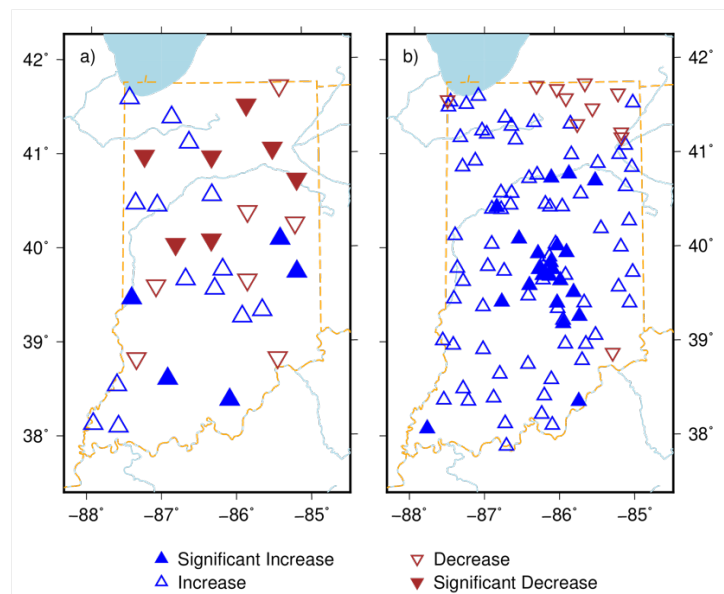 a) b)
42° 42°
41° 41°
40° 40°
39° 39°
38° 38°
−88° −87° −86° −85° −88° −87° −86° −85°
Significant Increase Decrease
Increase Significant Decrease